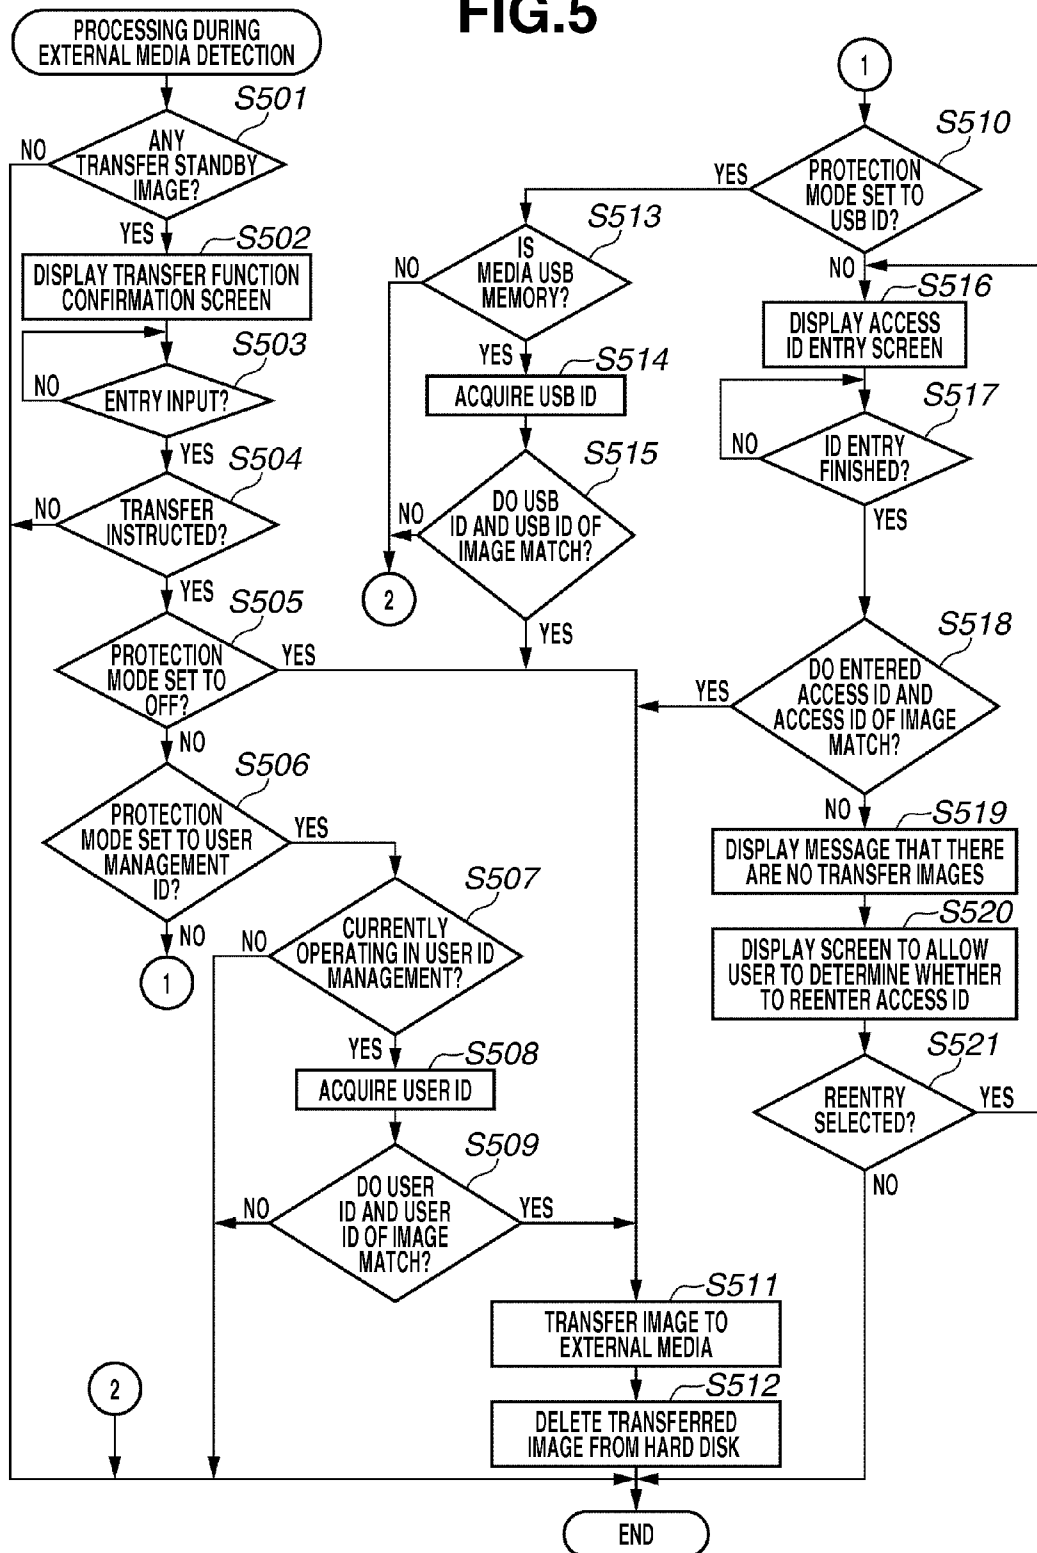 FIG.5
PROCESSING DURING
EXTERNAL MEDIA DETECTION
S501
ANY
TRANSFER STANDBY
IMAGE?
NO
YES
S502
DISPLAY TRANSFER FUNCTION
CONFIRMATION SCREEN
S503
ENTRY INPUT?
NO
YES
S504
TRANSFER
INSTRUCTED?
NO
YES
S505
PROTECTION
MODE SET TO
OFF?
YES
NO
S506
PROTECTION
MODE SET TO USER
MANAGEMENT
ID?
YES
NO
1
S507
CURRENTLY
OPERATING IN USER ID
MANAGEMENT?
NO
YES
S508
ACQUIRE USER ID
S509
DO USER
ID AND USER
ID OF IMAGE
MATCH?
NO
YES
2
1
S510
PROTECTION
MODE SET TO
USB ID?
YES
NO
S513
IS
MEDIA USB
MEMORY?
NO
YES
S514
ACQUIRE USB ID
S515
DO USB
ID AND USB ID OF
IMAGE MATCH?
NO
2
YES
S516
DISPLAY ACCESS
ID ENTRY SCREEN
S517
ID ENTRY
FINISHED?
NO
YES
S518
DO ENTERED
ACCESS ID AND
ACCESS ID OF IMAGE
MATCH?
YES
NO
S519
DISPLAY MESSAGE THAT THERE
ARE NO TRANSFER IMAGES
S520
DISPLAY SCREEN TO ALLOW
USER TO DETERMINE WHETHER
TO REENTER ACCESS ID
S521
REENTRY
SELECTED?
YES
NO
S511
TRANSFER IMAGE TO
EXTERNAL MEDIA
S512
DELETE TRANSFERRED
IMAGE FROM HARD DISK
END